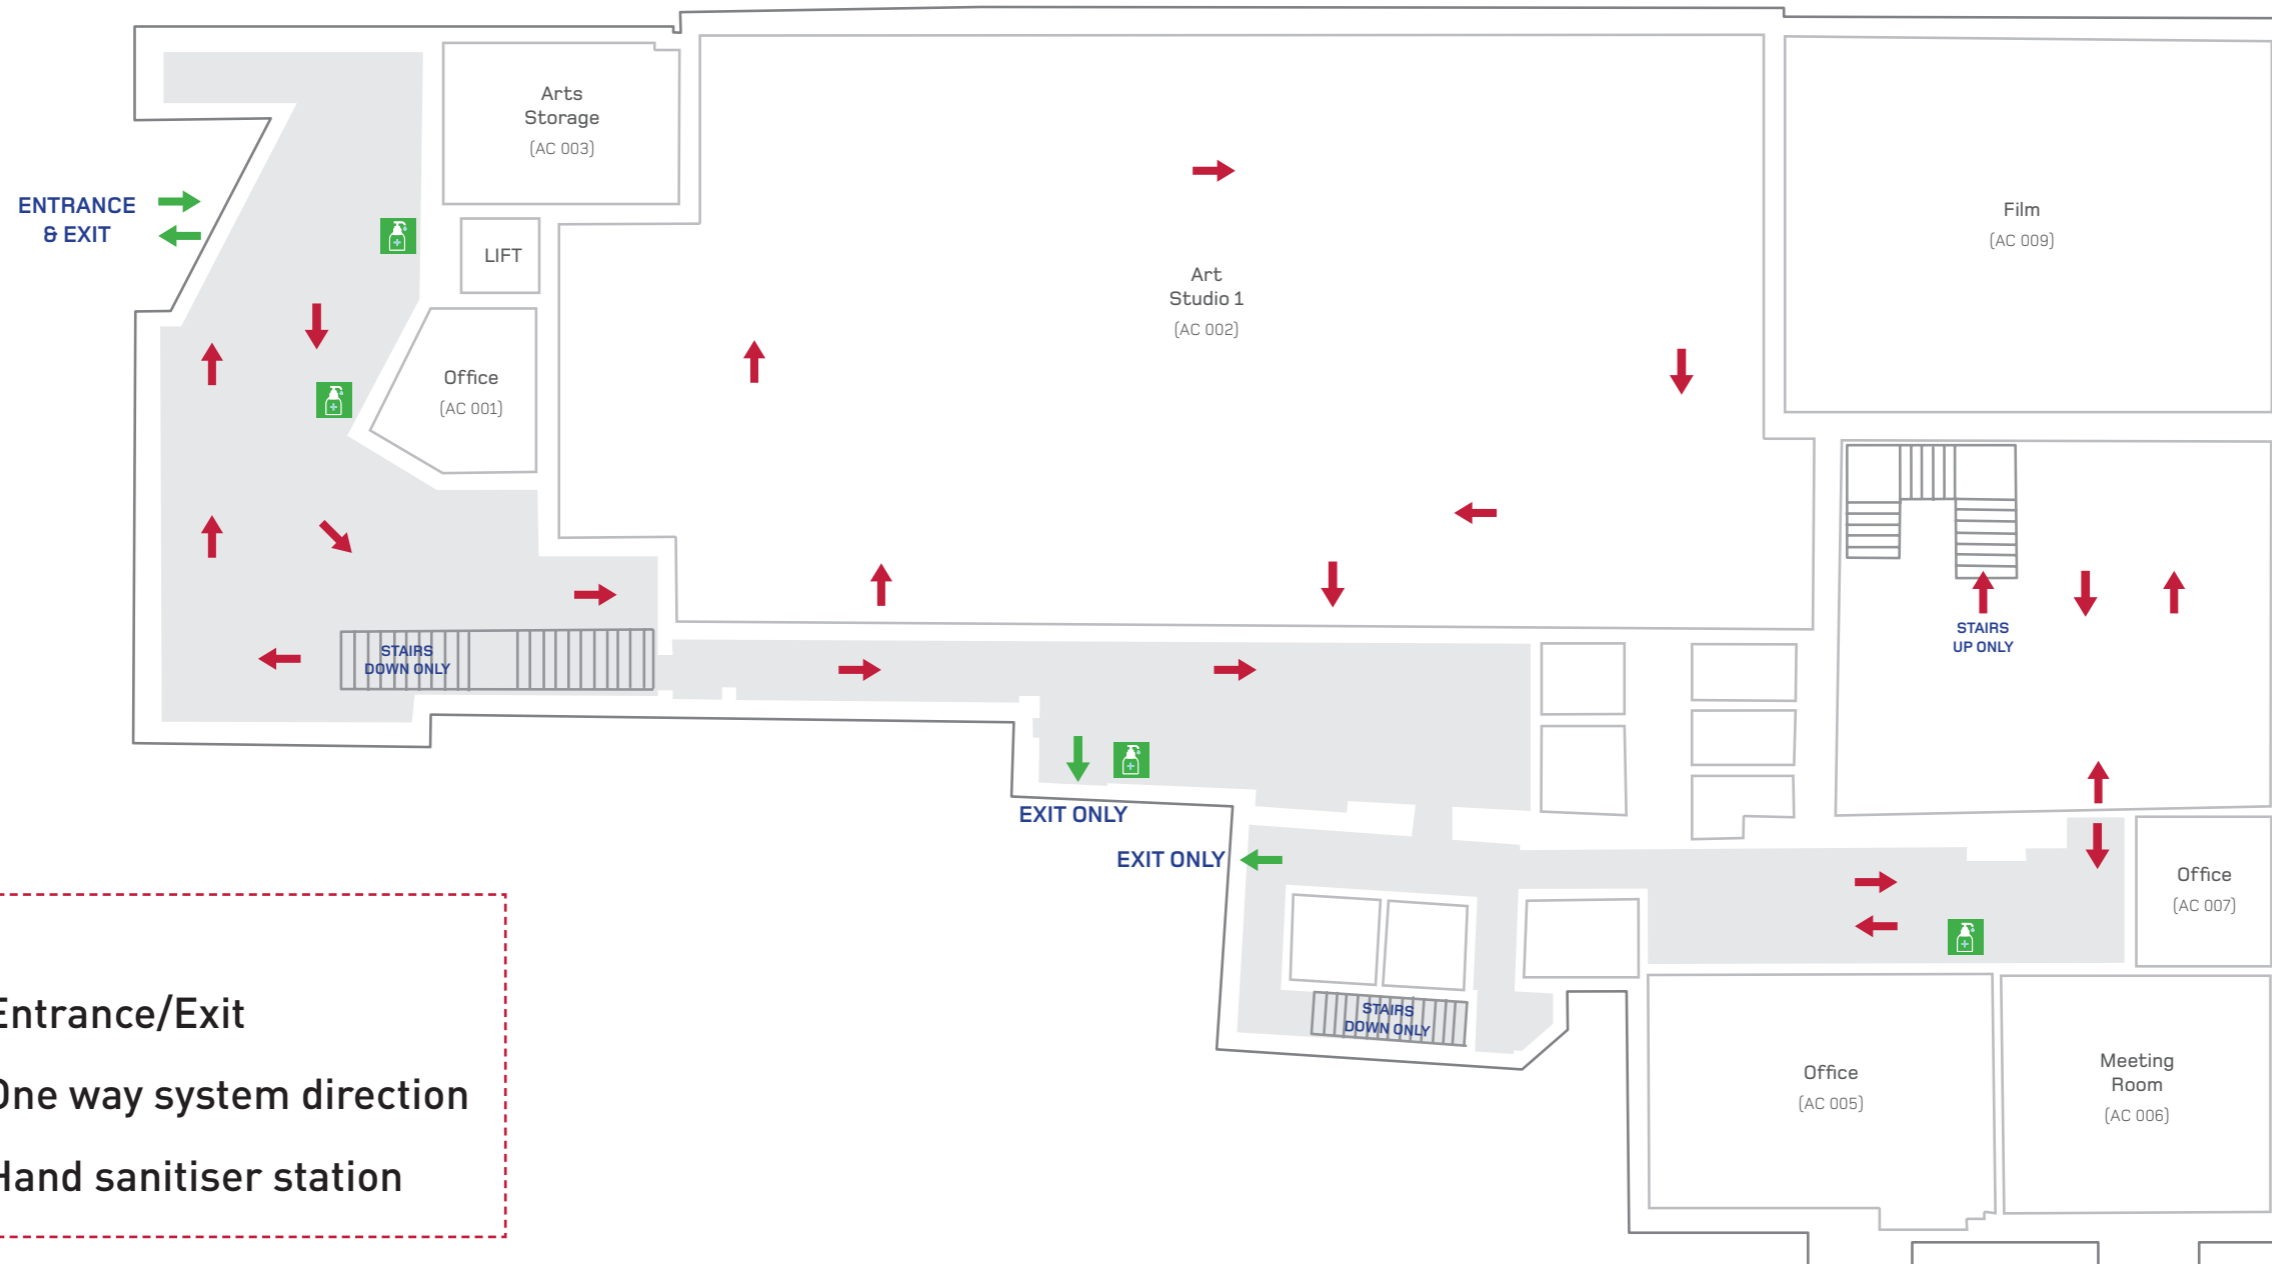 Arts
Storage
(AC 003)
ENTRANCE
& EXIT
LIFT
Film
(AC 009)
Art
Studio 1
(AC 002)
Office
(AC 001)
STAIRS
DOWN ONLY
STAIRS
UP ONLY
EXIT ONLY
EXIT ONLY
Office
(AC 007)
STAIRS
DOWN ONLY
Office
(AC 005)
Meeting
Room
(AC 006)
Entrance/Exit
One way system direction
Hand sanitiser station